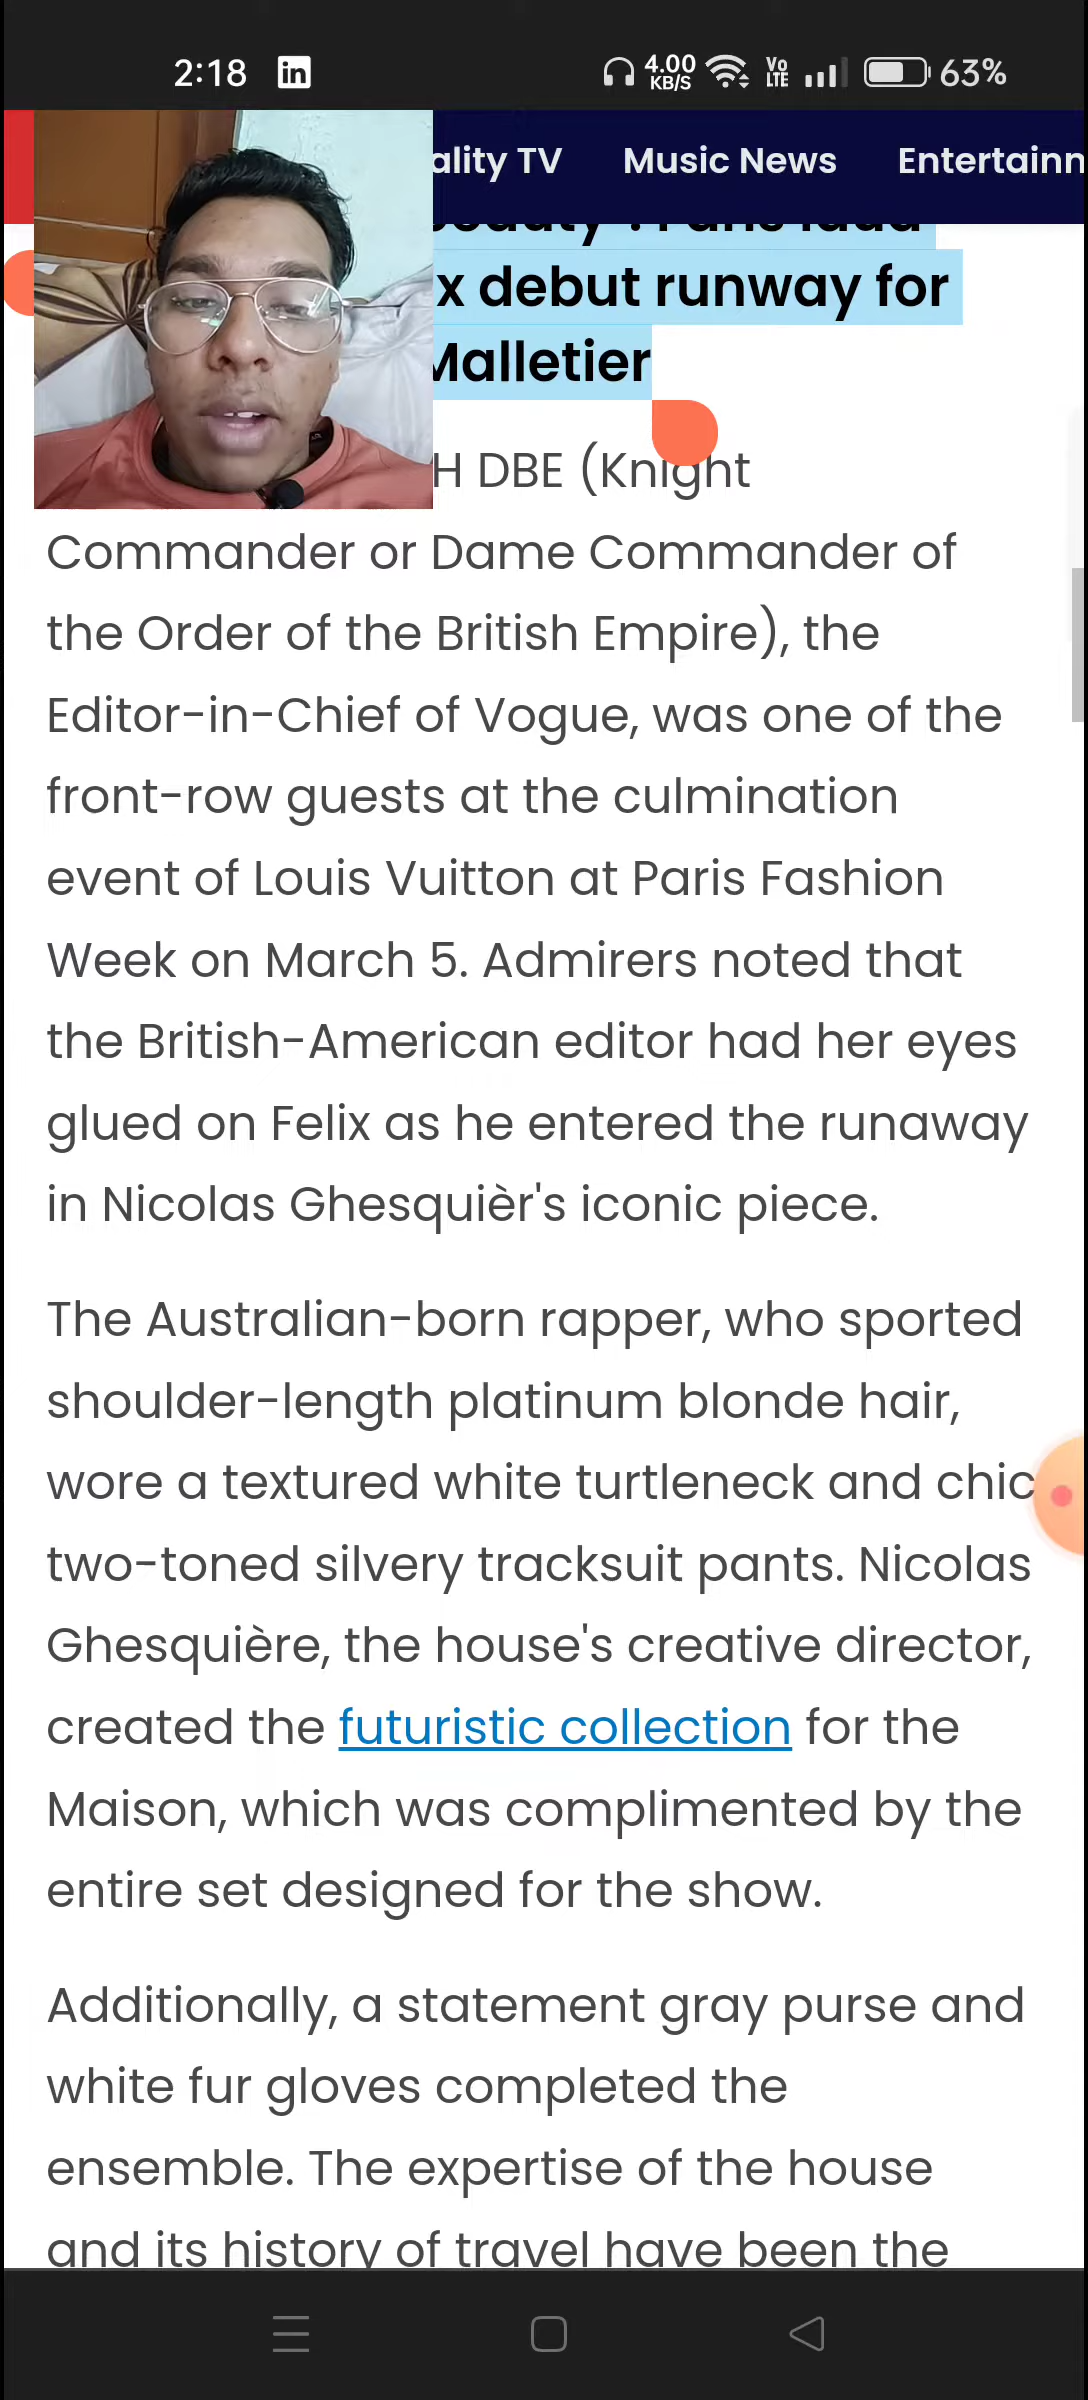 2:18 in 4.00 KB/S Vo LTE 63%
ality TV Music News Entertainn
x debut runway for
Malletier
H DBE (Knight
Commander or Dame Commander of
the Order of the British Empire), the
Editor-in-Chief of Vogue, was one of the
front-row guests at the culmination
event of Louis Vuitton at Paris Fashion
Week on March 5. Admirers noted that
the British-American editor had her eyes
glued on Felix as he entered the runaway
in Nicolas Ghesquièr's iconic piece.
The Australian-born rapper, who sported
shoulder-length platinum blonde hair,
wore a textured white turtleneck and chic
two-toned silvery tracksuit pants. Nicolas
Ghesquière, the house's creative director,
created the futuristic collection for the
Maison, which was complimented by the
entire set designed for the show.
Additionally, a statement gray purse and
white fur gloves completed the
ensemble. The expertise of the house
and its history of travel have been the